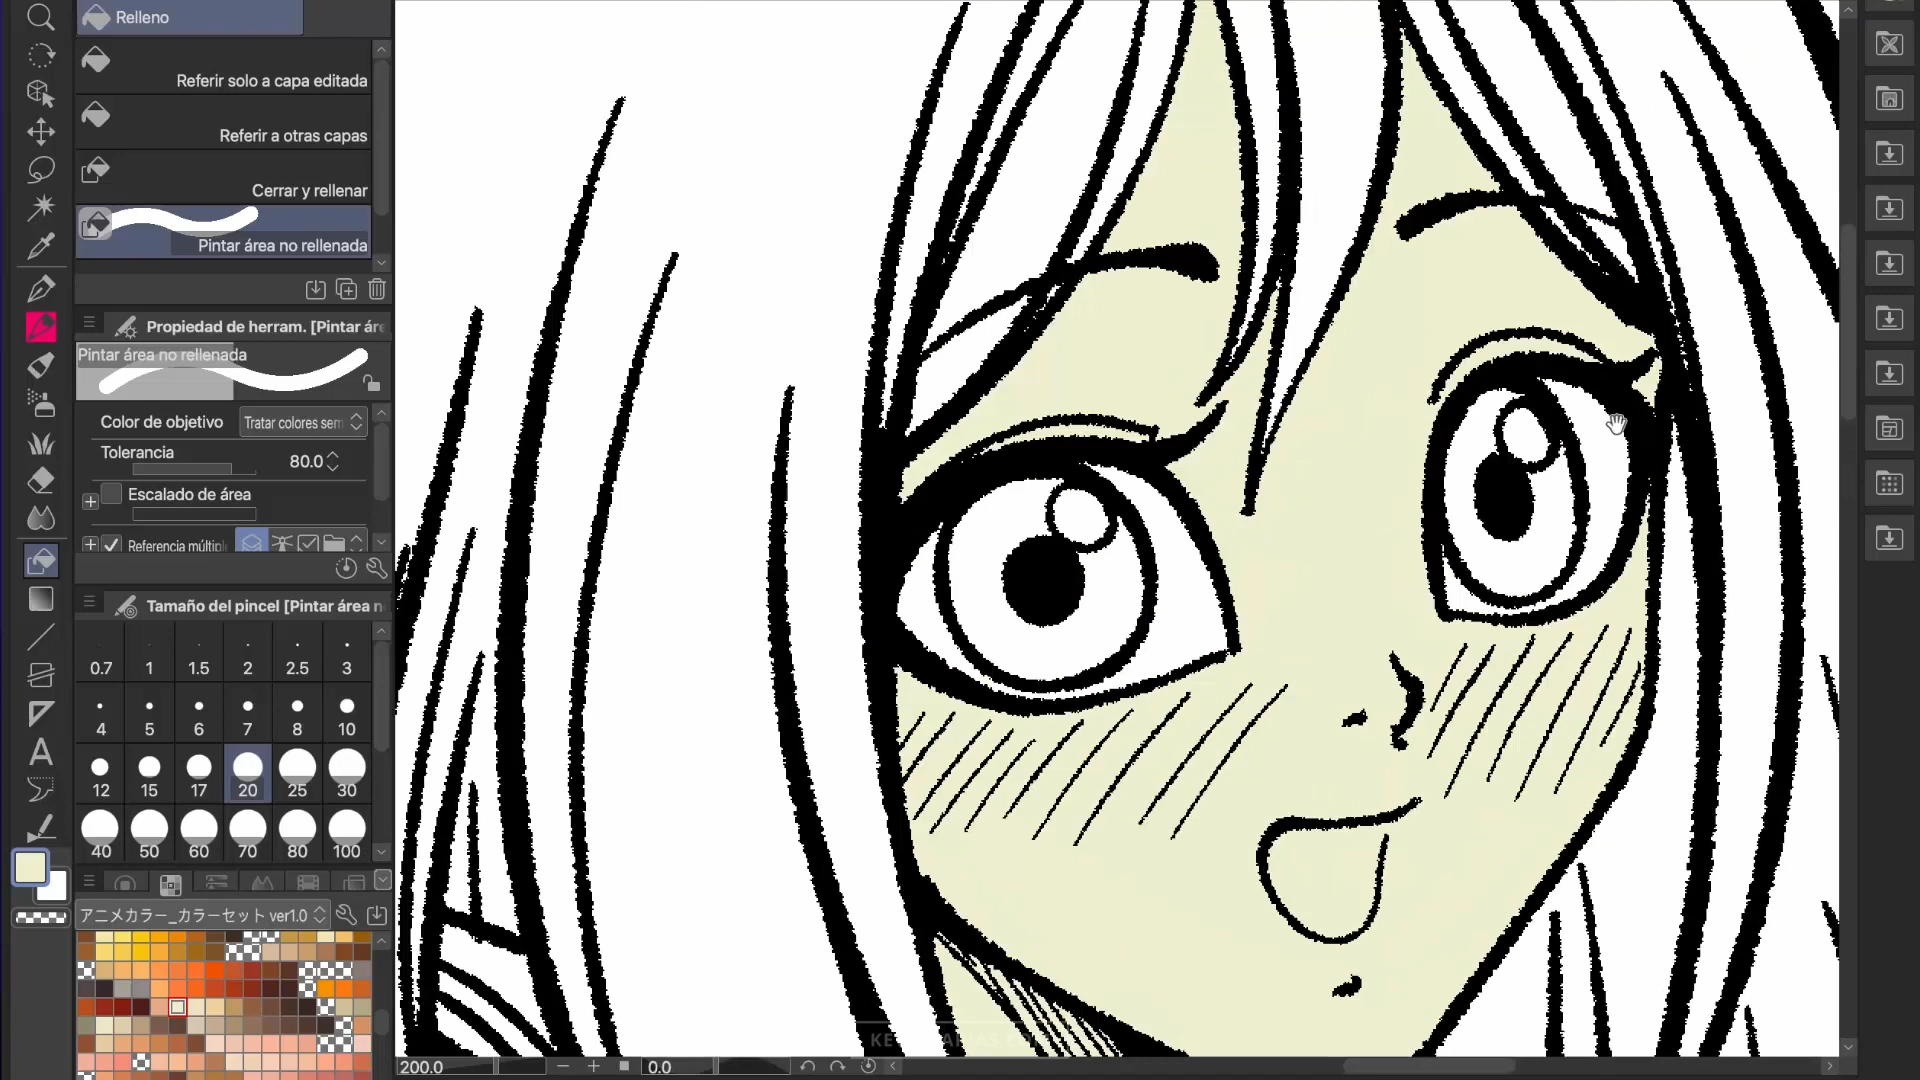 Relleno
Referir solo a capa editada
Referir a otras capas
Cerrar y rellenar
Pintar área no rellenada
Propiedad de herram. [Pintar áre
Pintar área no rellenada
Color de objetivo
Tratar colores sem
Tolerancia
80.0
Escalado de área
Referencia múltipl
Tamaño del pincel [Pintar área n
0.7 1 1.5 2 2.5 3
4 5 6 7 8 10
12 15 17 20 25 30
40 50 60 70 80 100
アニメカラー_カラーセット ver1.0
200.0
0.0